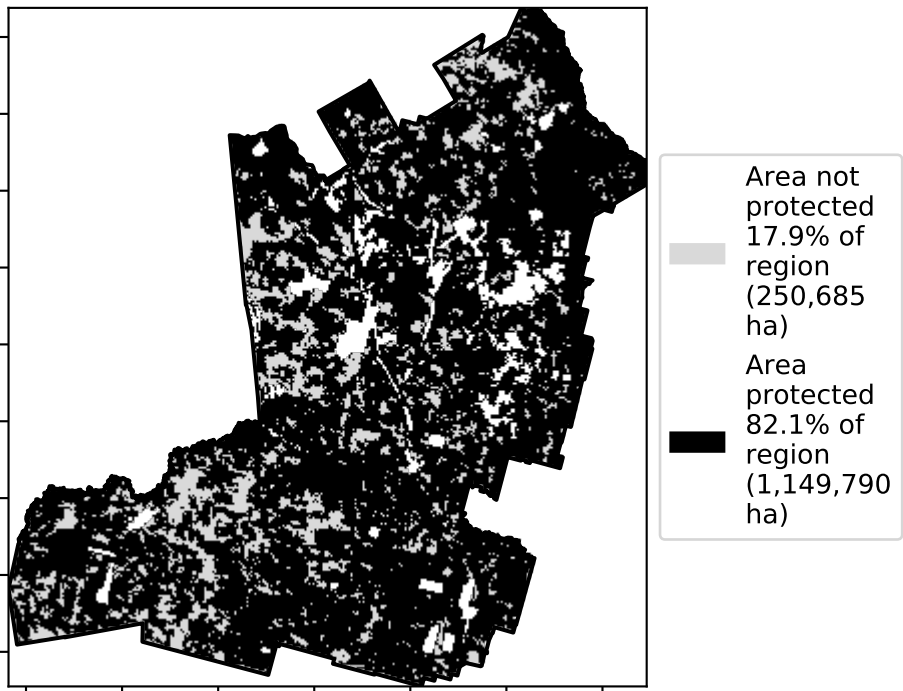 Area not
protected
17.9% of
region
(250,685
ha)
Area
protected
82.1% of
region
(1,149,790
ha)